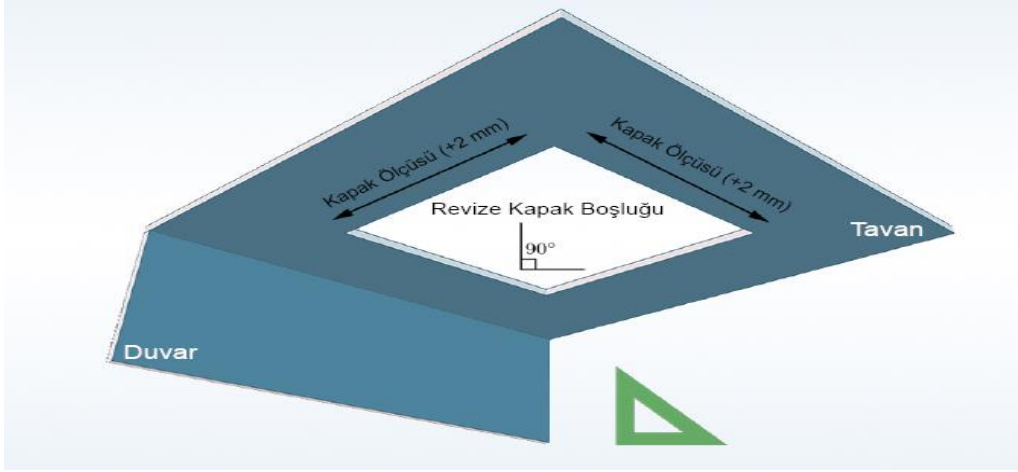 Kapak Ölçüsü (+2 mm)
Kapak Ölçüsü (+2 mm)
Revize Kapak Boşluğu
90°
Tavan
Duvar